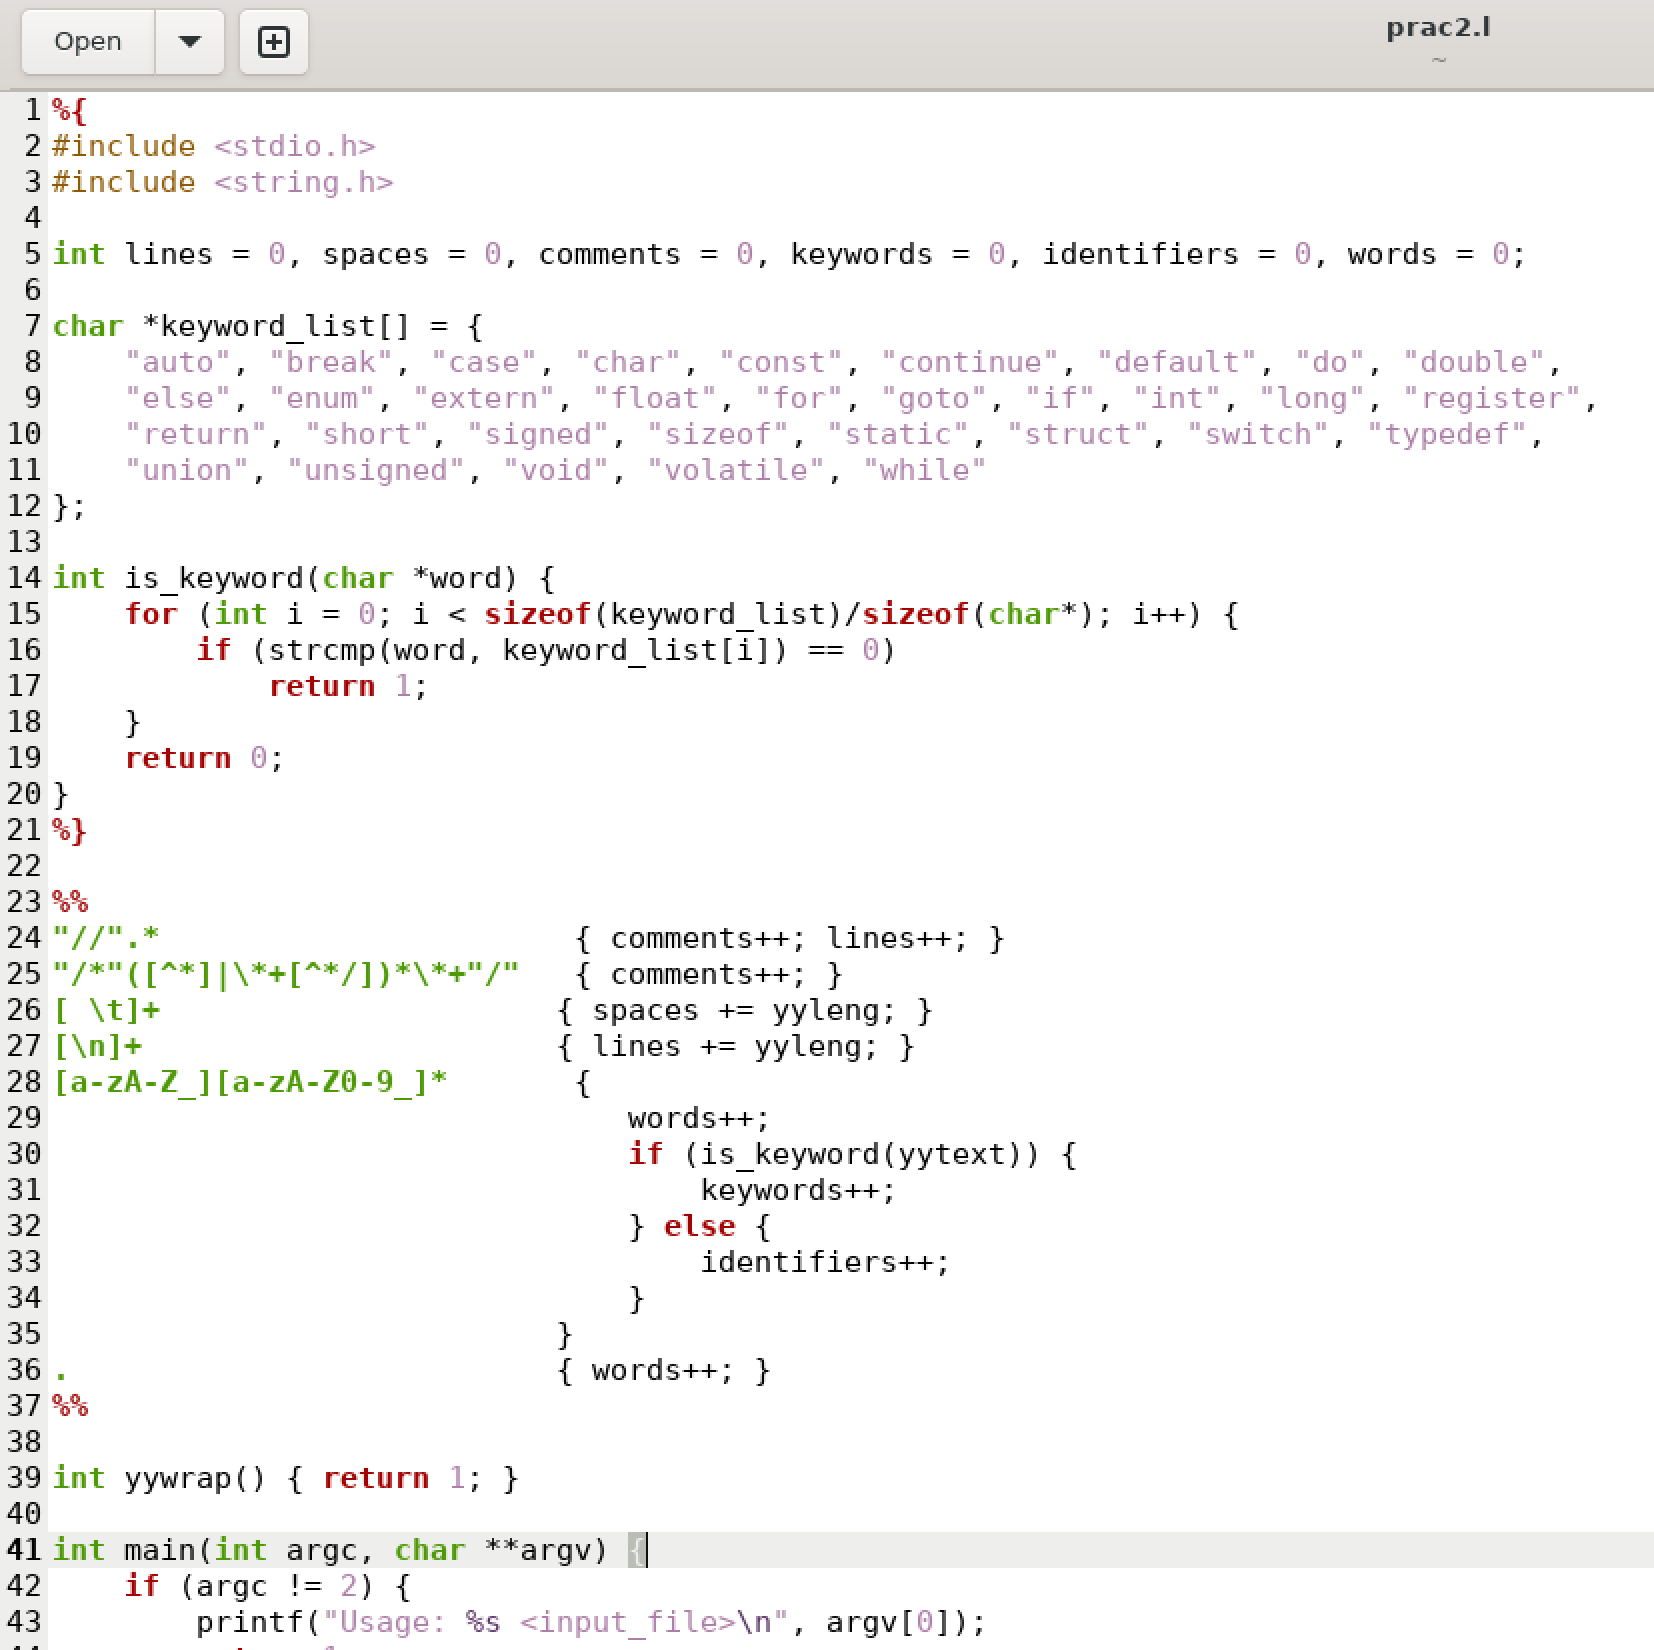 Open
prac2.l
~
1 %{
2 #include <stdio.h>
3 #include <string.h>
4
5 int lines = 0, spaces = 0, comments = 0, keywords = 0, identifiers = 0, words = 0;
6
7 char *keyword_list[] = {
8     "auto", "break", "case", "char", "const", "continue", "default", "do", "double",
9     "else", "enum", "extern", "float", "for", "goto", "if", "int", "long", "register",
10     "return", "short", "signed", "sizeof", "static", "struct", "switch", "typedef",
11     "union", "unsigned", "void", "volatile", "while"
12 };
13
14 int is_keyword(char *word) {
15     for (int i = 0; i < sizeof(keyword_list)/sizeof(char*); i++) {
16         if (strcmp(word, keyword_list[i]) == 0)
17             return 1;
18     }
19     return 0;
20 }
21 %}
22
23 %%
24 "//".*                       { comments++; lines++; }
25 "/*"([^*]|\*+[^*/])*\*+"/"   { comments++; }
26 [ \t]+                      { spaces += yyleng; }
27 [\n]+                       { lines += yyleng; }
28 [a-zA-Z_][a-zA-Z0-9_]*       {
29                                 words++;
30                                 if (is_keyword(yytext)) {
31                                     keywords++;
32                                 } else {
33                                     identifiers++;
34                                 }
35                             }
36 .                           { words++; }
37 %%
38
39 int yywrap() { return 1; }
40
41 int main(int argc, char **argv) {
42     if (argc != 2) {
43         printf("Usage: %s <input_file>\n", argv[0]);